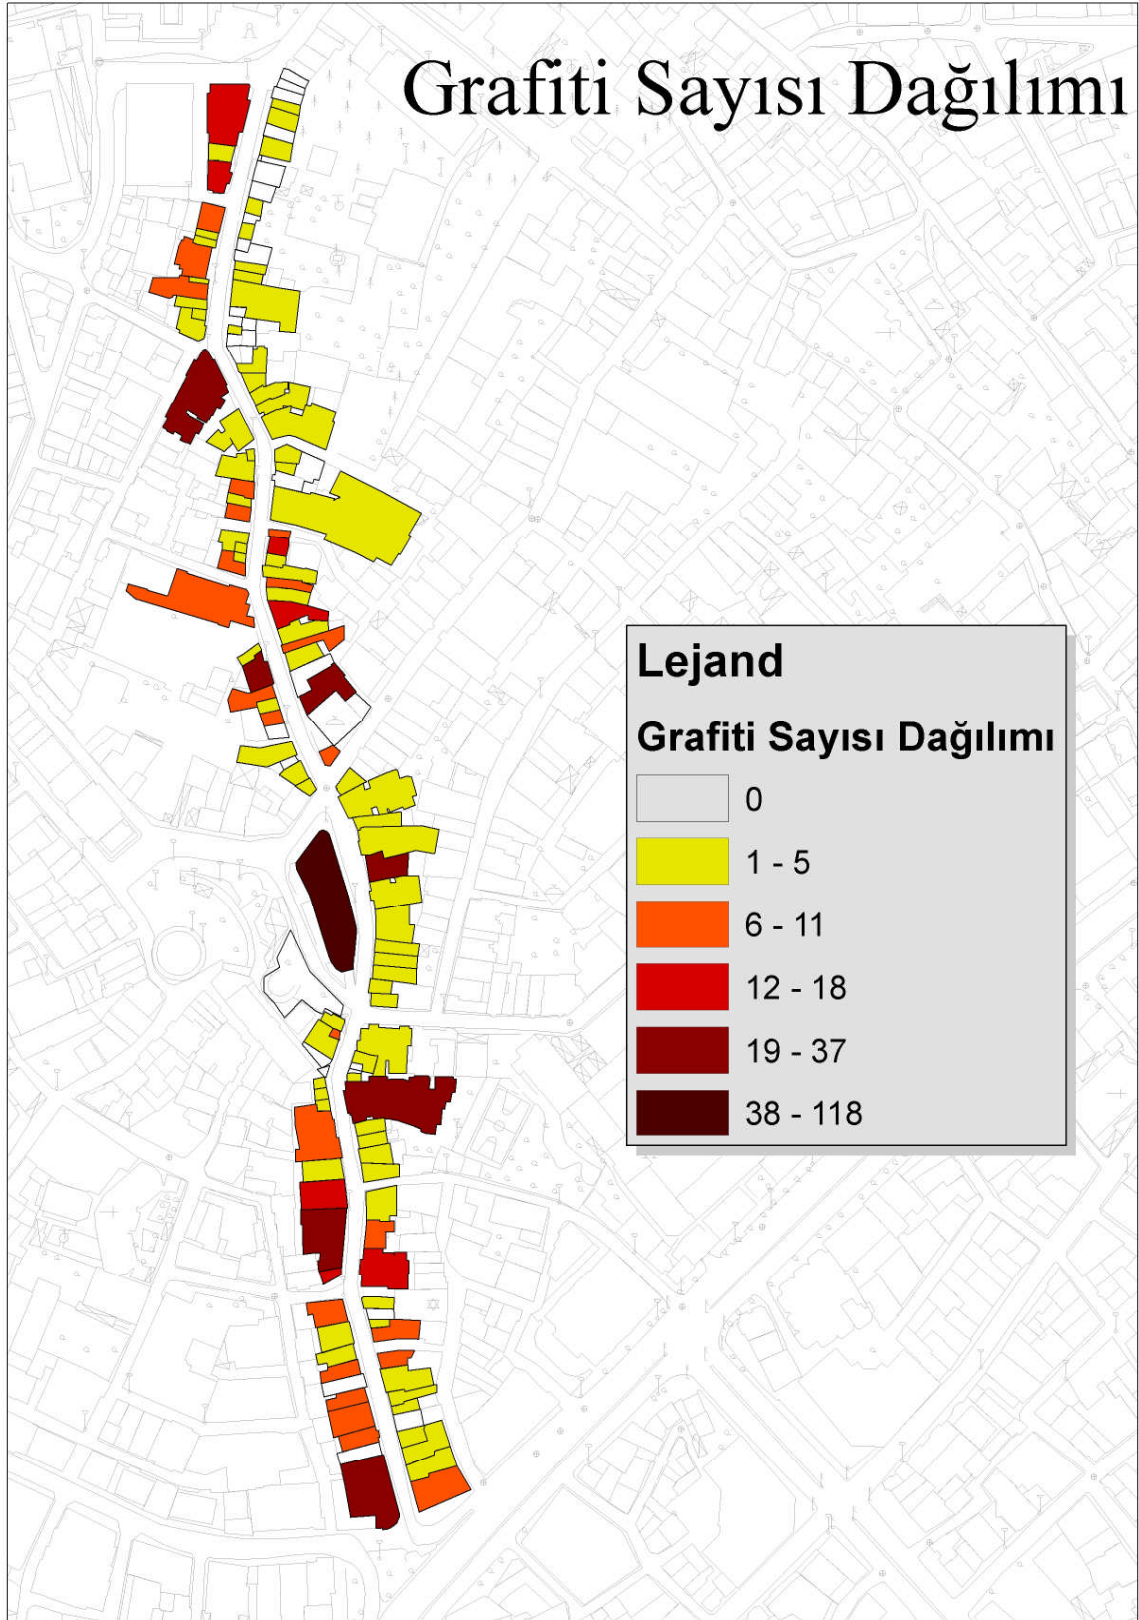 Grafiti Sayısı Dağılımı
Lejand
Grafiti Sayısı Dağılımı
0
1 - 5
6 - 11
12 - 18
19 - 37
38 - 118